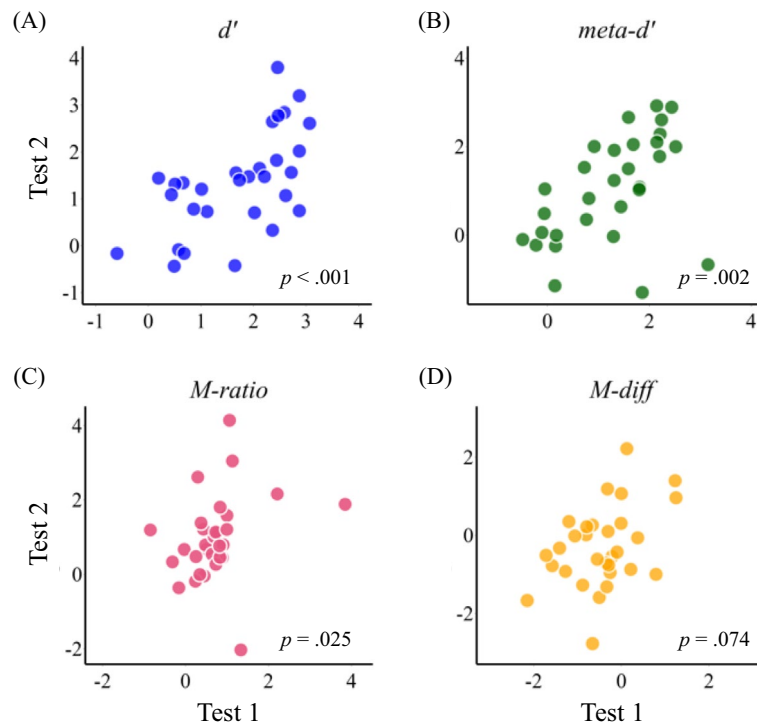 (A)
d'
4
3
2
1
0
-1
Test 2
p < .001
-1 0 1 2 3 4
(B)
meta-d'
4
2
0
p = .002
0 2 4
(C)
M-ratio
4
2
0
-2
Test 2
p = .025
-2 0 2 4
Test 1
(D)
M-diff
2
0
-2
p = .074
-2 0 2
Test 1